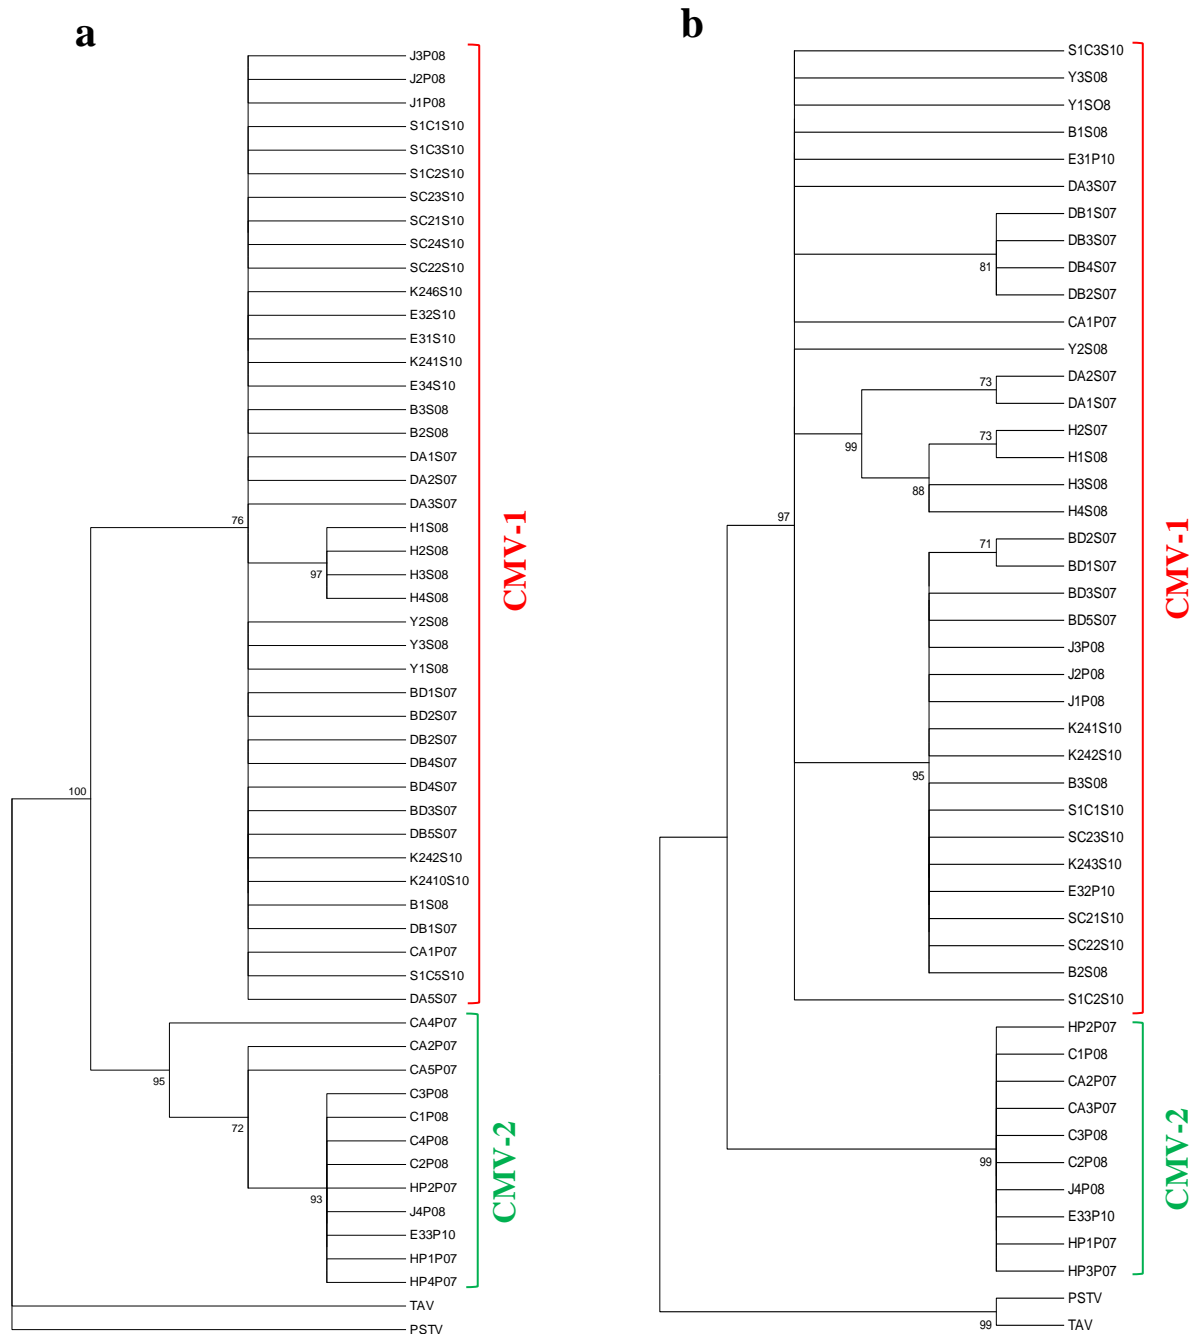 a
J3P08
J2P08
J1P08
S1C1S10
S1C3S10
S1C2S10
SC23S10
SC21S10
SC24S10
SC22S10
K246S10
E32S10
E31S10
K241S10
E34S10
B3S08
B2S08
DA1S07
DA2S07
DA3S07
76
H1S08
H2S08
97
H3S08
H4S08
Y2S08
Y3S08
Y1S08
BD1S07
BD2S07
DB2S07
DB4S07
100
BD4S07
BD3S07
DB5S07
K242S10
K2410S10
B1S08
DB1S07
CA1P07
S1C5S10
DA5S07
CMV-1
CA4P07
CA2P07
95
CA5P07
C3P08
C1P08
72
C4P08
C2P08
HP2P07
93
J4P08
E33P10
HP1P07
HP4P07
CMV-2
TAV
PSTV
b
S1C3S10
Y3S08
Y1SO8
B1S08
E31P10
DA3S07
DB1S07
DB3S07
81
DB4S07
DB2S07
CA1P07
Y2S08
73
DA2S07
DA1S07
99
73
H2S07
H1S08
88
H3S08
H4S08
97
71
BD2S07
BD1S07
BD3S07
BD5S07
J3P08
J2P08
J1P08
K241S10
K242S10
95
B3S08
S1C1S10
SC23S10
K243S10
E32P10
SC21S10
SC22S10
B2S08
S1C2S10
CMV-1
HP2P07
C1P08
CA2P07
CA3P07
C3P08
99
C2P08
J4P08
E33P10
HP1P07
HP3P07
CMV-2
PSTV
99
TAV